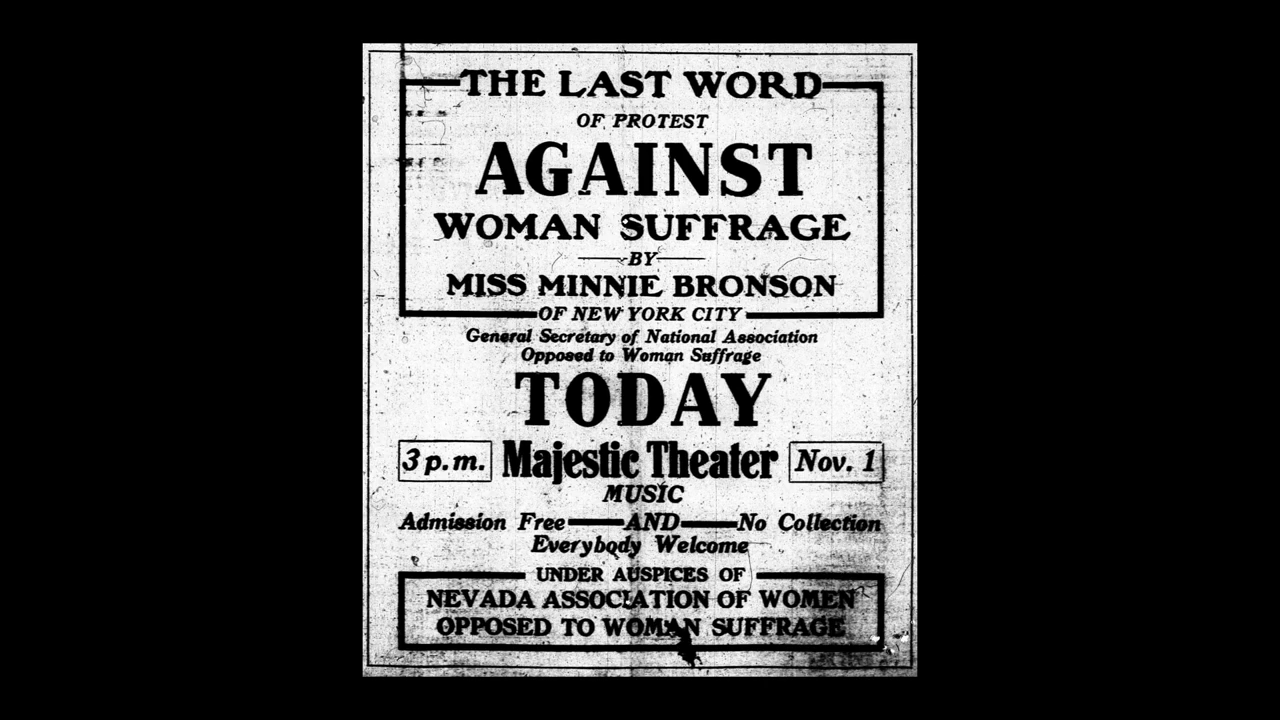 THE LAST WORD
OF PROTEST
AGAINST
WOMAN SUFFRAGE
BY
MISS MINNIE BRONSON
OF NEW YORK CITY
General Secretary of National Association
Opposed to Woman Suffrage
TODAY
3 p.m. Majestic Theater Nov. 1
MUSIC
Admission Free AND No Collection
Everybody Welcome
UNDER AUSPICES OF
NEVADA ASSOCIATION OF WOMEN
OPPOSED TO WOMAN SUFFRAGE